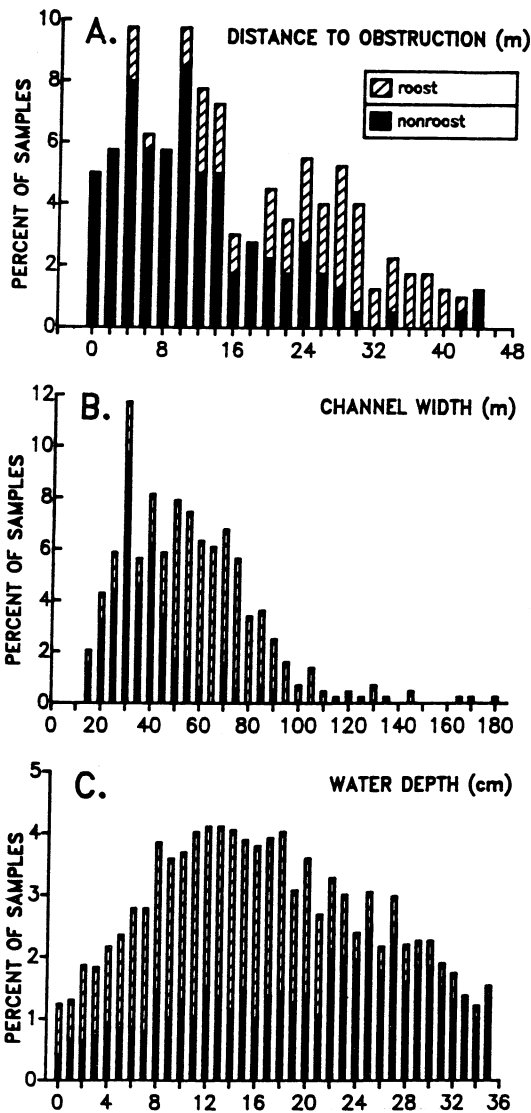 A.
DISTANCE TO OBSTRUCTION (m)
roost
nonroost
PERCENT OF SAMPLES
10
8
6
4
2
0
0 8 16 24 32 40 48
B.
CHANNEL WIDTH (m)
PERCENT OF SAMPLES
12
10
8
6
4
2
0
0 20 40 60 80 100 120 140 160 180
C.
WATER DEPTH (cm)
PERCENT OF SAMPLES
5
4
3
2
1
0
0 4 8 12 16 20 24 28 32 36